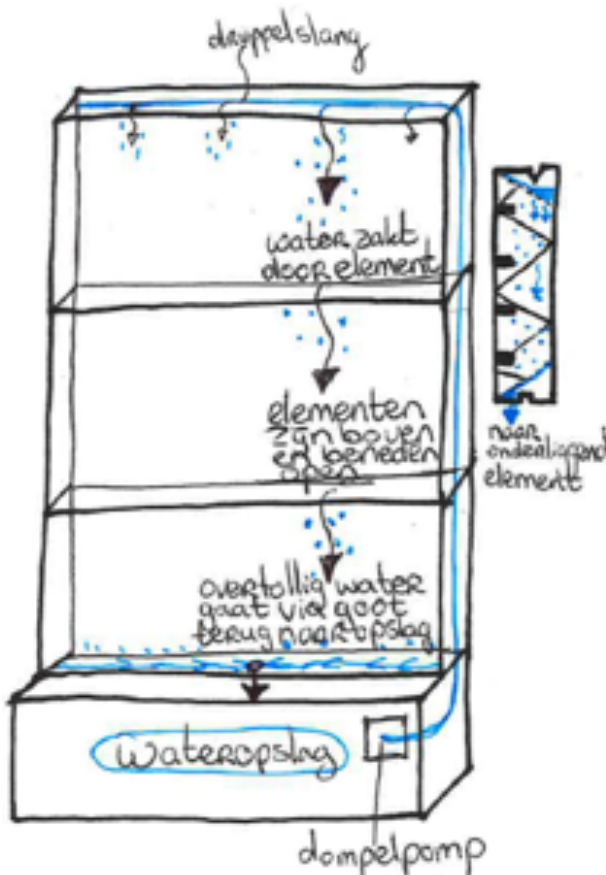 druppelslang
water zakt
door element
elementen
zijn boven
en beneden
open
naar
onderliggend
element
overtollig water
gaat via goot
terug naar opslag
wateropslag
dompelpomp